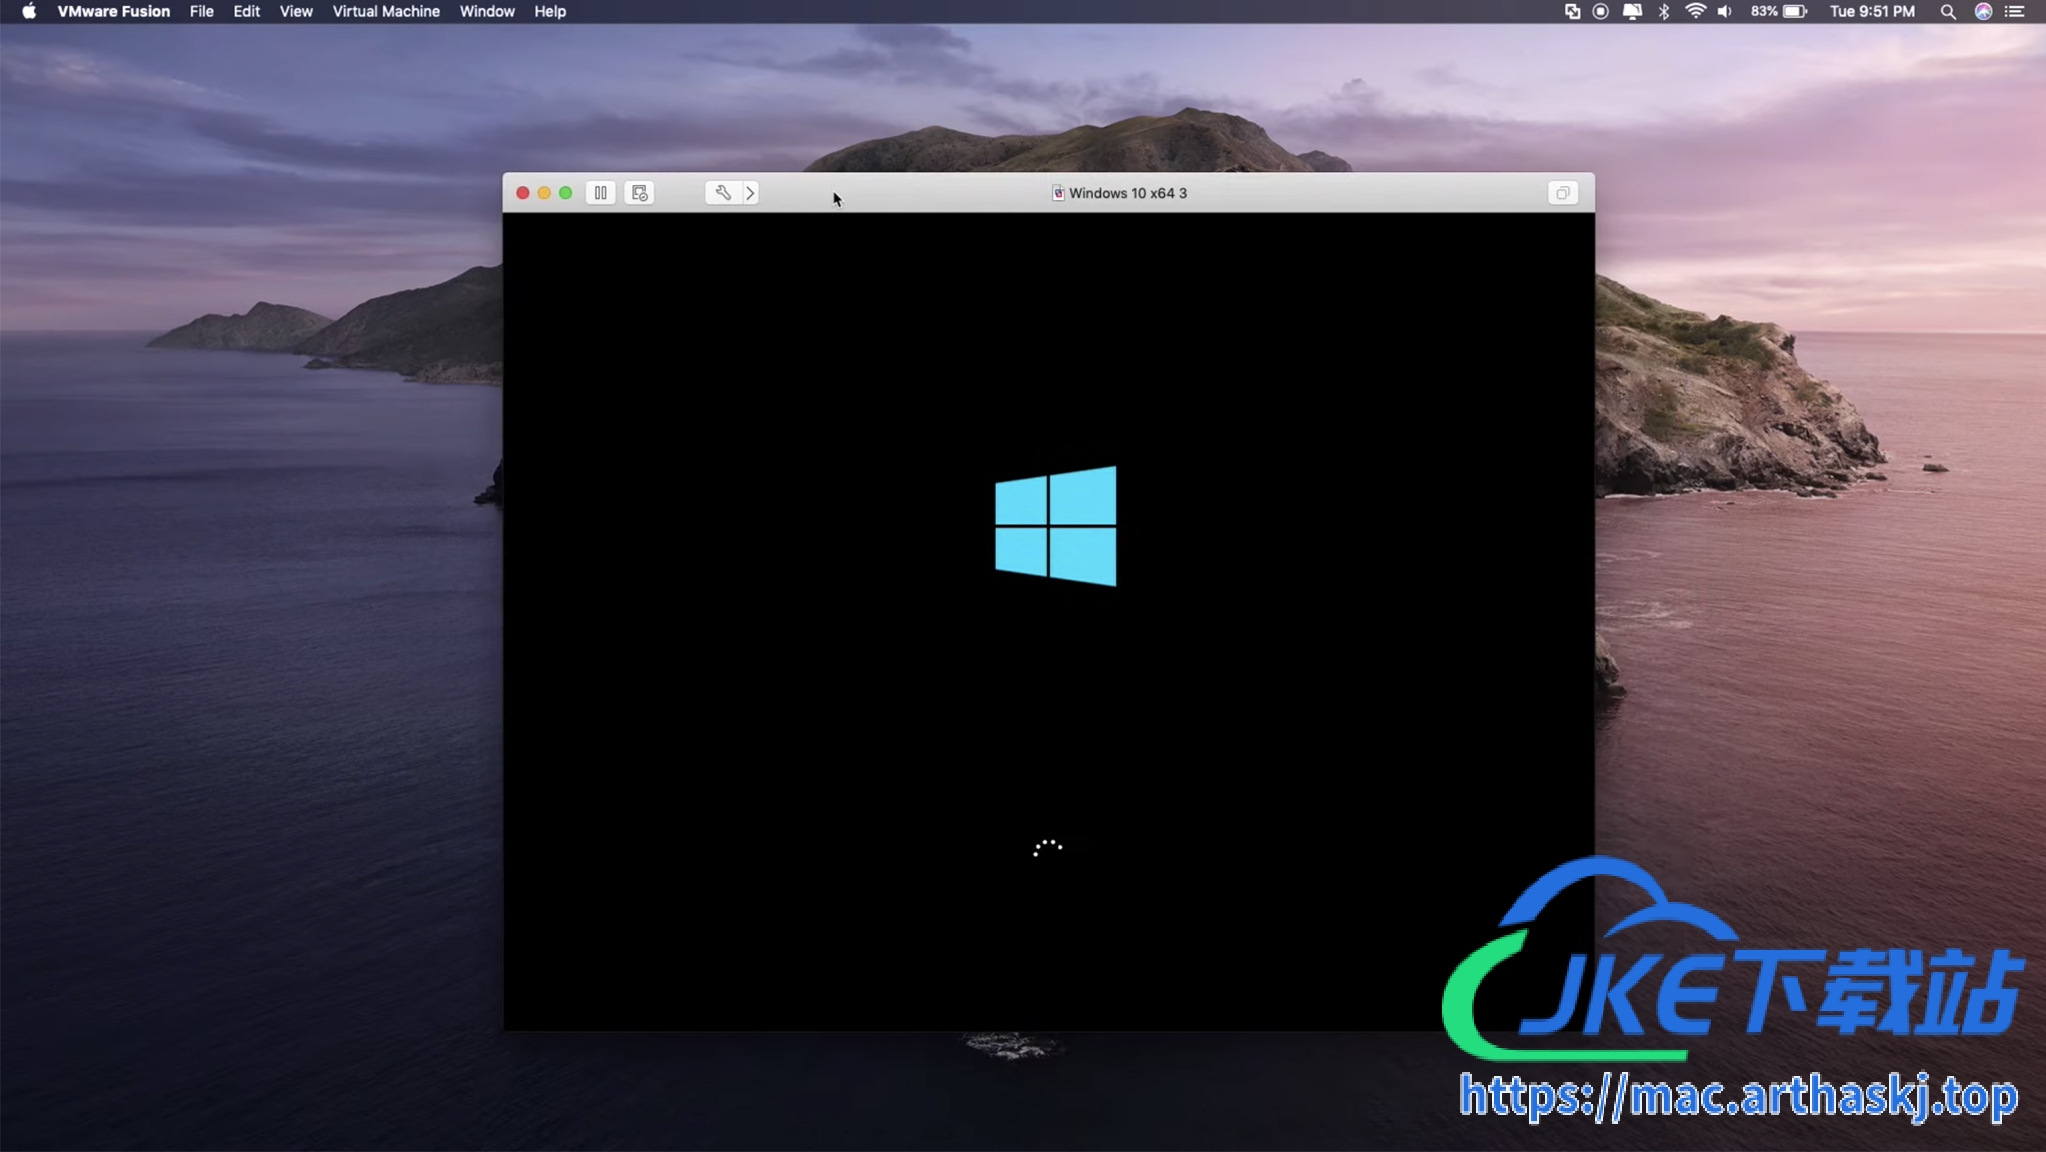 VMware Fusion File Edit View Virtual Machine Window Help 83% Tue 9:51 PM
Windows 10 x64 3
JKE下载站
https://mac.arthaskj.top